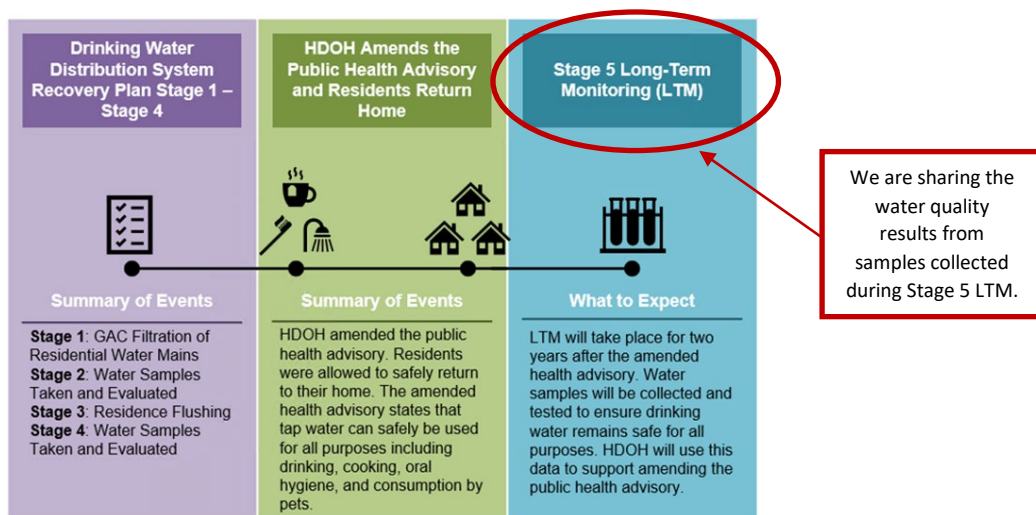 Drinking Water
Distribution System
Recovery Plan Stage 1 –
Stage 4
Summary of Events
Stage 1: GAC Filtration of
Residential Water Mains
Stage 2: Water Samples
Taken and Evaluated
Stage 3: Residence Flushing
Stage 4: Water Samples
Taken and Evaluated
HDOH Amends the
Public Health Advisory
and Residents Return
Home
Summary of Events
HDOH amended the public
health advisory. Residents
were allowed to safely return
to their home. The amended
health advisory states that
tap water can safely be used
for all purposes including
drinking, cooking, oral
hygiene, and consumption by
pets.
Stage 5 Long-Term
Monitoring (LTM)
What to Expect
LTM will take place for two
years after the amended
health advisory. Water
samples will be collected and
tested to ensure drinking
water remains safe for all
purposes. HDOH will use this
data to support amending the
public health advisory.
We are sharing the
water quality
results from
samples collected
during Stage 5 LTM.